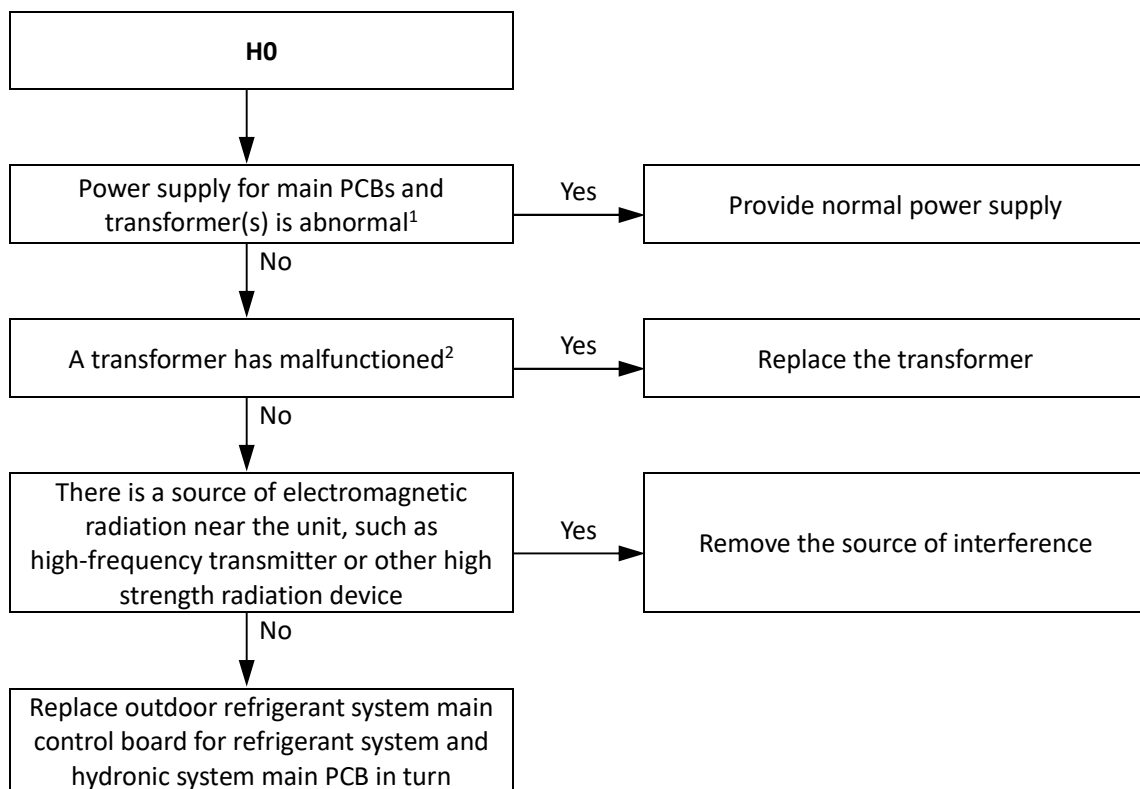 H0
Power supply for main PCBs and
transformer(s) is abnormal¹
Yes
Provide normal power supply
No
A transformer has malfunctioned²
Yes
Replace the transformer
No
There is a source of electromagnetic
radiation near the unit, such as
high-frequency transmitter or other high
strength radiation device
Yes
Remove the source of interference
No
Replace outdoor refrigerant system main
control board for refrigerant system and
hydronic system main PCB in turn